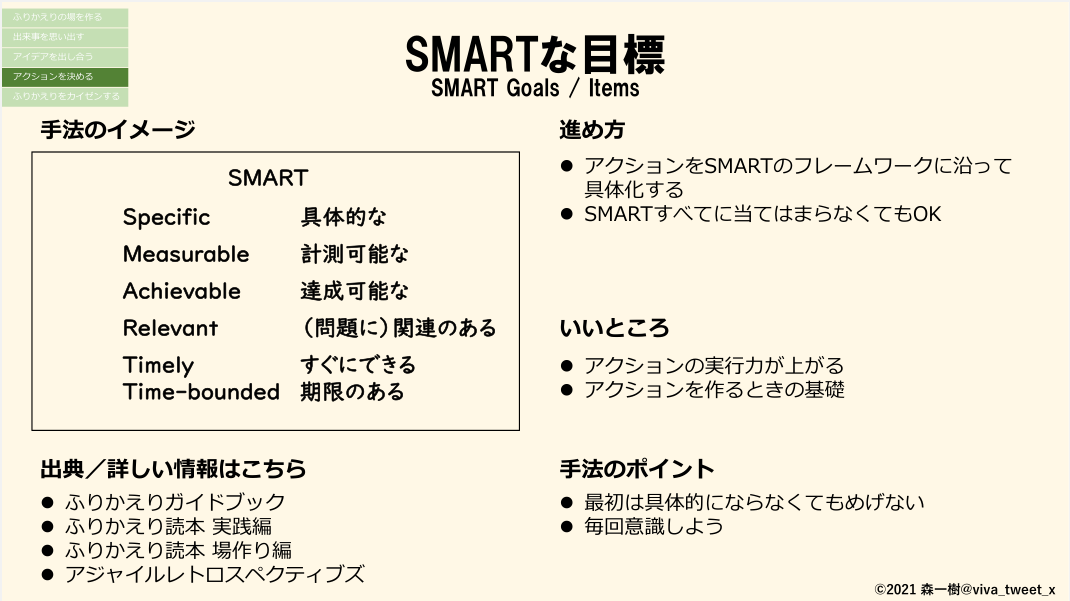 ふりかえりの場を作る
出来事を思い出す
アイデアを出し合う
アクションを決める
ふりかえりをカイゼンする
SMARTな目標
SMART Goals / Items
手法のイメージ
SMART
Specific 具体的な
Measurable 計測可能な
Achievable 達成可能な
Relevant （問題に）関連のある
Timely すぐにできる
Time-bounded 期限のある
出典／詳しい情報はこちら
● ふりかえりガイドブック
● ふりかえり読本 実践編
● ふりかえり読本 場作り編
● アジャイルレトロスペクティブズ
進め方
● アクションをSMARTのフレームワークに沿って
具体化する
● SMARTすべてに当てはまらなくてもOK
いいところ
● アクションの実行力が上がる
● アクションを作るときの基礎
手法のポイント
● 最初は具体的にならなくてもめげない
● 毎回意識しよう
©2021 森一樹@viva_tweet_x